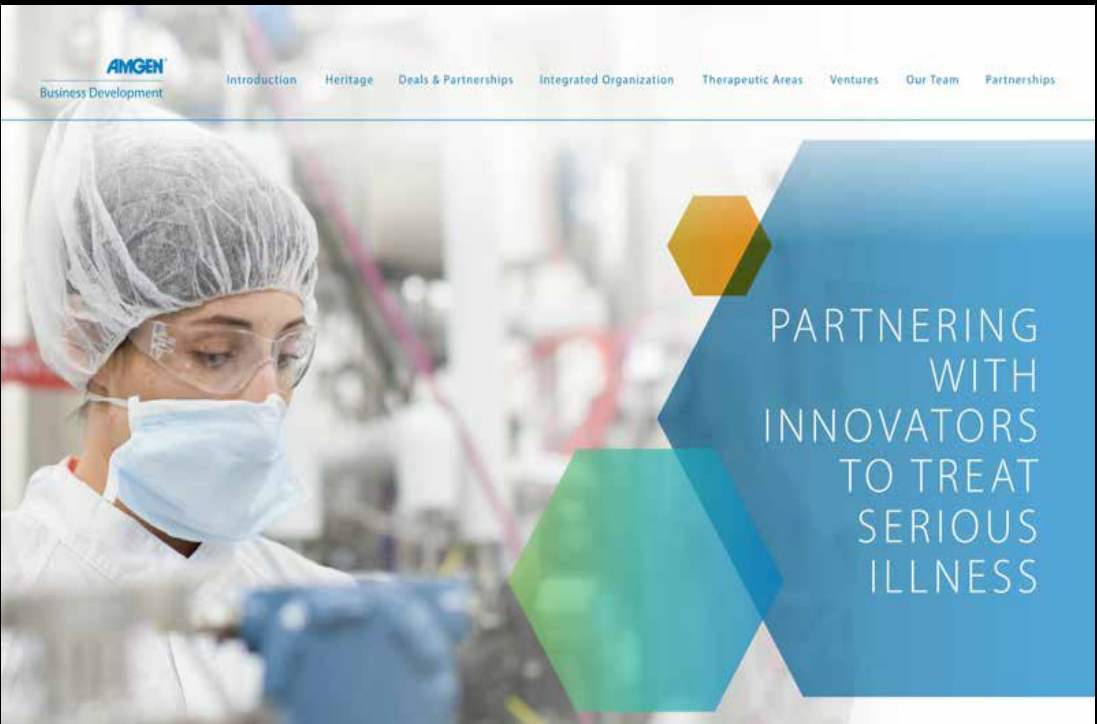 AMGEN
Business Development
Introduction Heritage Deals & Partnerships Integrated Organization Therapeutic Areas Ventures Our Team Partnerships
PARTNERING
WITH
INNOVATORS
TO TREAT
SERIOUS
ILLNESS